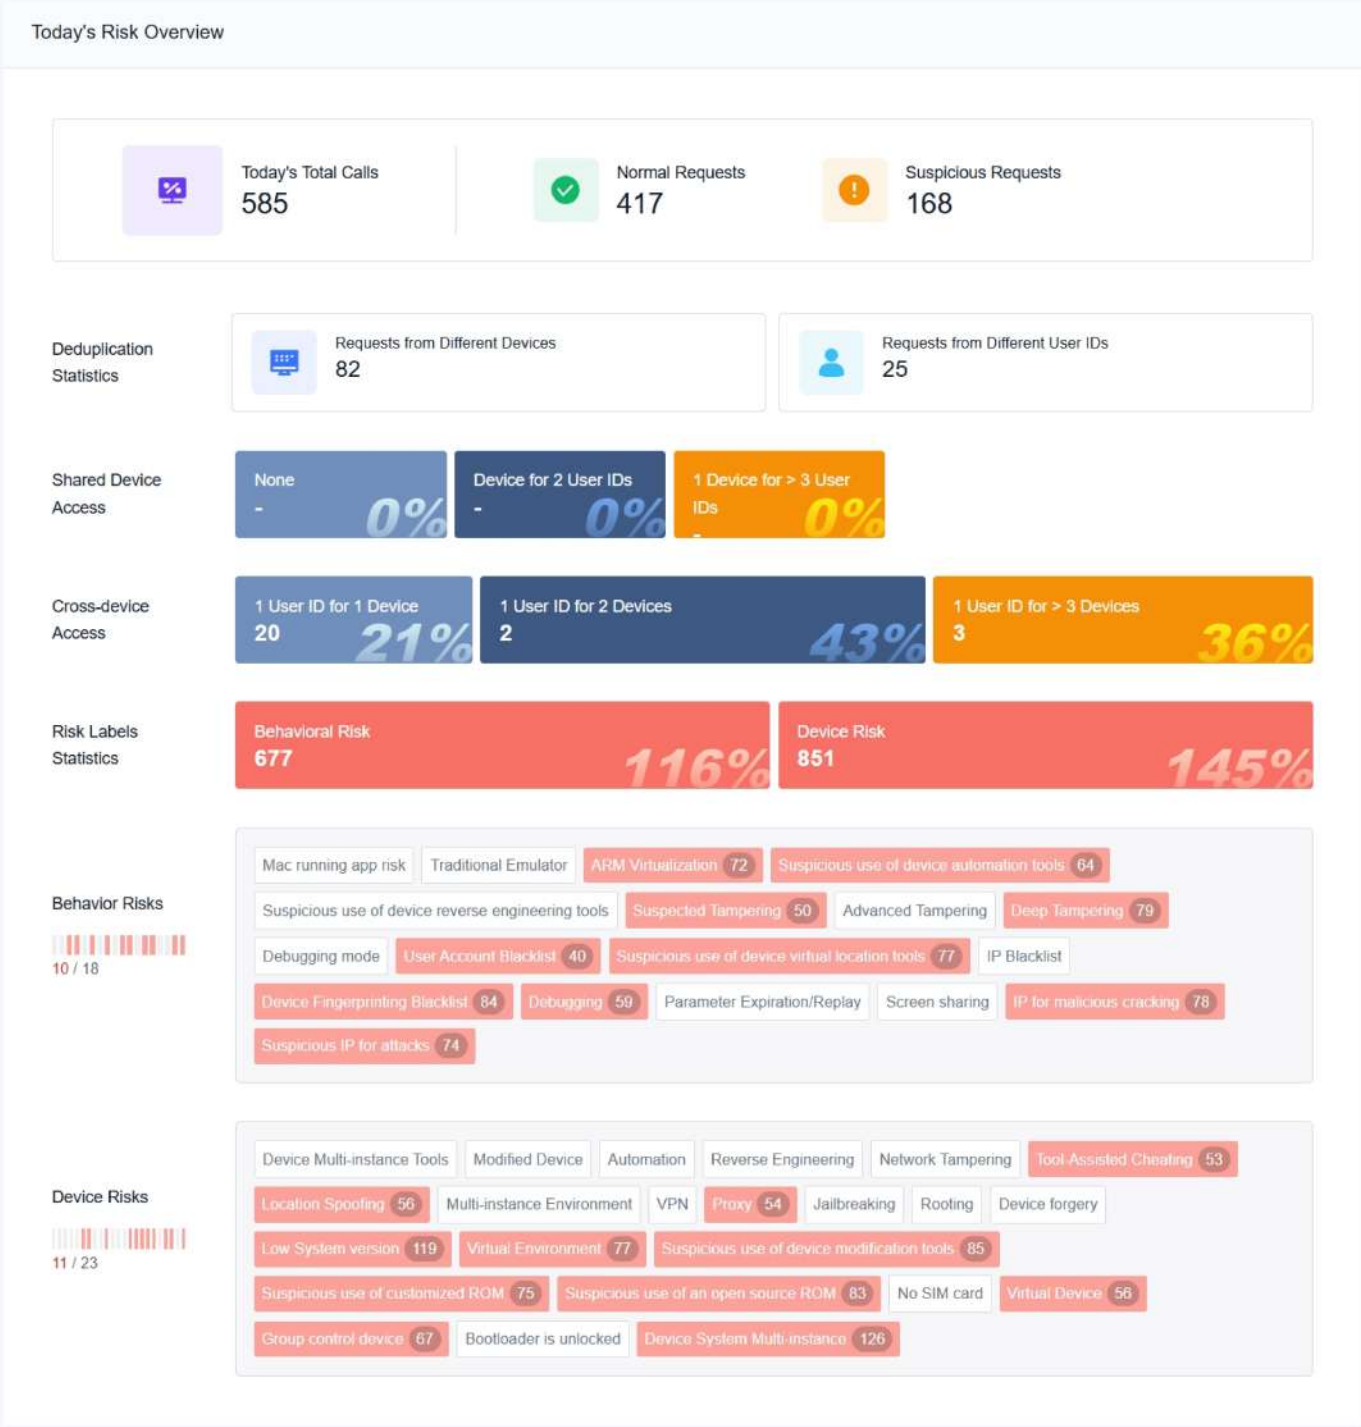 Today's Risk Overview
Today's Total Calls
585
Normal Requests
417
Suspicious Requests
168
Deduplication
Statistics
Requests from Different Devices
82
Requests from Different User IDs
25
Shared Device
Access
None
-
0%
Device for 2 User IDs
-
0%
1 Device for > 3 User
IDs
-
0%
Cross-device
Access
1 User ID for 1 Device
20
21%
1 User ID for 2 Devices
2
43%
1 User ID for > 3 Devices
3
36%
Risk Labels
Statistics
Behavioral Risk
677
116%
Device Risk
851
145%
Behavior Risks
10 / 18
Mac running app risk Traditional Emulator ARM Virtualization 72 Suspicious use of device automation tools 64
Suspicious use of device reverse engineering tools Suspected Tampering 50 Advanced Tampering Deep Tampering 79
Debugging mode User Account Blacklist 40 Suspicious use of device virtual location tools 77 IP Blacklist
Device Fingerprinting Blacklist 84 Debugging 59 Parameter Expiration/Replay Screen sharing IP for malicious cracking 78
Suspicious IP for attacks 74
Device Risks
11 / 23
Device Multi-instance Tools Modified Device Automation Reverse Engineering Network Tampering Tool-Assisted Cheating 53
Location Spoofing 56 Multi-instance Environment VPN Proxy 54 Jailbreaking Rooting Device forgery
Low System version 119 Virtual Environment 77 Suspicious use of device modification tools 85
Suspicious use of customized ROM 75 Suspicious use of an open source ROM 83 No SIM card Virtual Device 56
Group control device 67 Bootloader is unlocked Device System Multi-instance 126